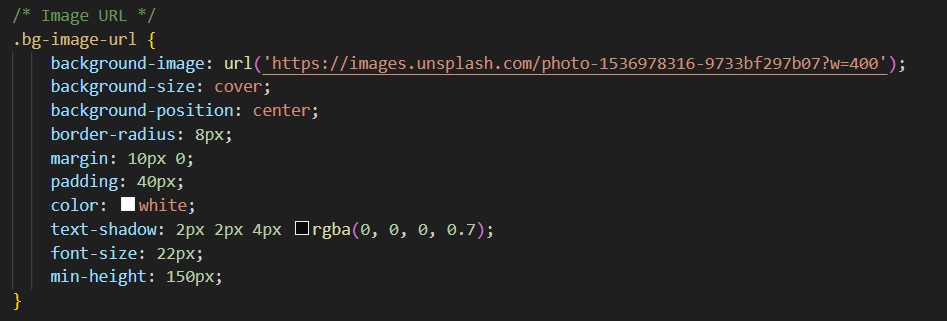 /* Image URL */
.bg-image-url {
background-image: url('https://images.unsplash.com/photo-1536978316-9733bf297b07?w=400');
background-size: cover;
background-position: center;
border-radius: 8px;
margin: 10px 0;
padding: 40px;
color: white;
text-shadow: 2px 2px 4px rgba(0, 0, 0, 0.7);
font-size: 22px;
min-height: 150px;
}